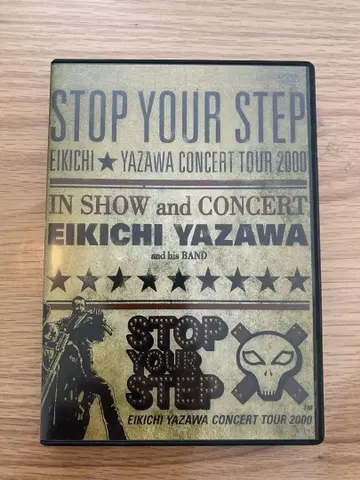 STOP YOUR STEP
EIKICHI ★ YAZAWA CONCERT TOUR 2000
IN SHOW and CONCERT
EIKICHI YAZAWA
and his BAND
★★★★★★★★★
STOP
YOUR
STEP
TM
EIKICHI YAZAWA CONCERT TOUR 2000